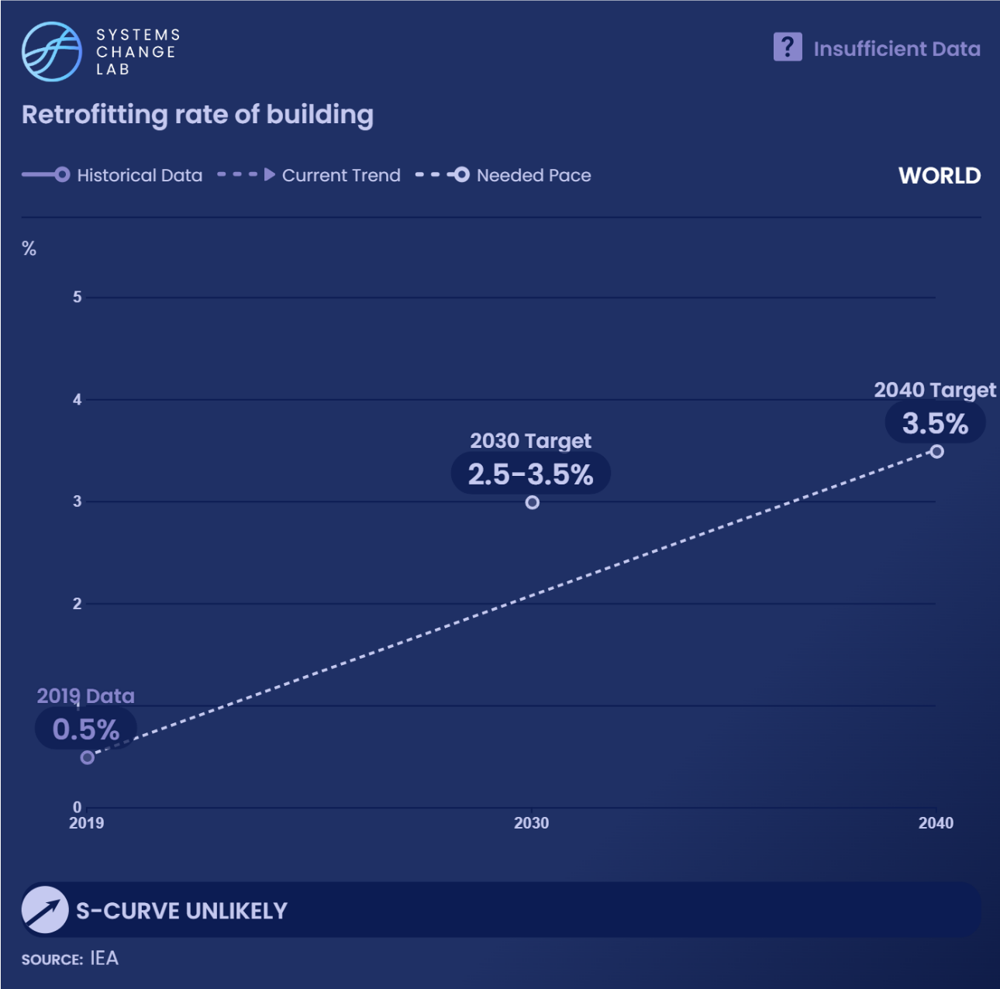 SYSTEMS
CHANGE
LAB
? Insufficient Data
Retrofitting rate of building
Historical Data Current Trend Needed Pace
WORLD
%
5
4
3
2
1
0
2040 Target
3.5%
2030 Target
2.5–3.5%
2019 Data
0.5%
2019 2030 2040
S-CURVE UNLIKELY
SOURCE: IEA